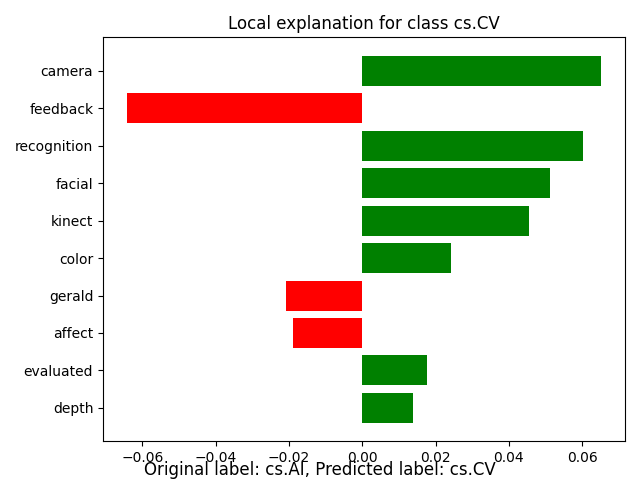 Local explanation for class cs.CV
camera
feedback
recognition
facial
kinect
color
gerald
affect
evaluated
depth
−0.06 −0.04 −0.02 0.00 0.02 0.04 0.06
Original label: cs.AI, Predicted label: cs.CV